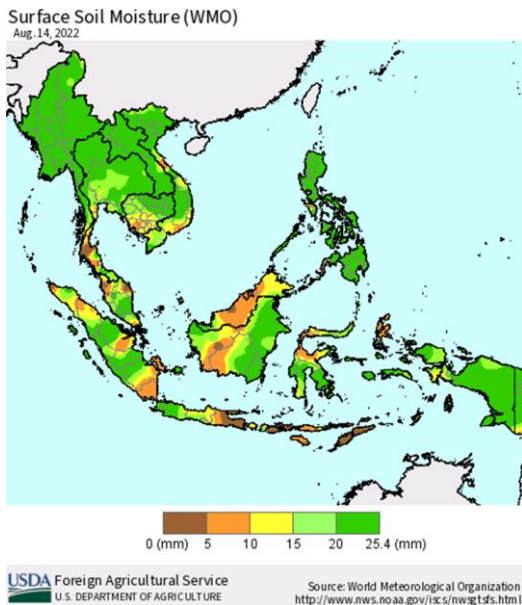 Surface Soil Moisture (WMO)
Aug.14, 2022
0 (mm) 5 10 15 20 25.4 (mm)
USDA Foreign Agricultural Service
U.S. DEPARTMENT OF AGRICULTURE
Source: World Meteorological Organization
http://www.nws.noaa.gov/iscs/nwsgtsfs.html